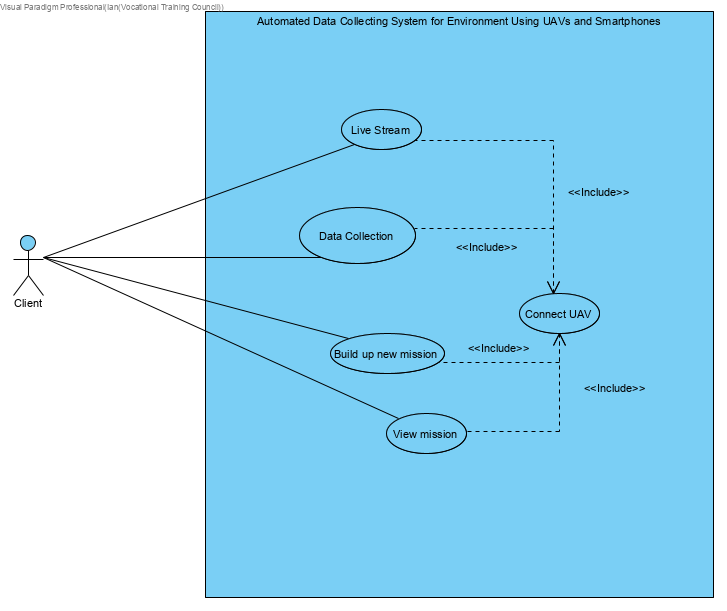 Visual Paradigm Professional(Ian(Vocational Training Council))
Automated Data Collecting System for Environment Using UAVs and Smartphones
Live Stream
<<Include>>
Data Collection
<<Include>>
Client
Connect UAV
Build up new mission
<<Include>>
<<Include>>
View mission